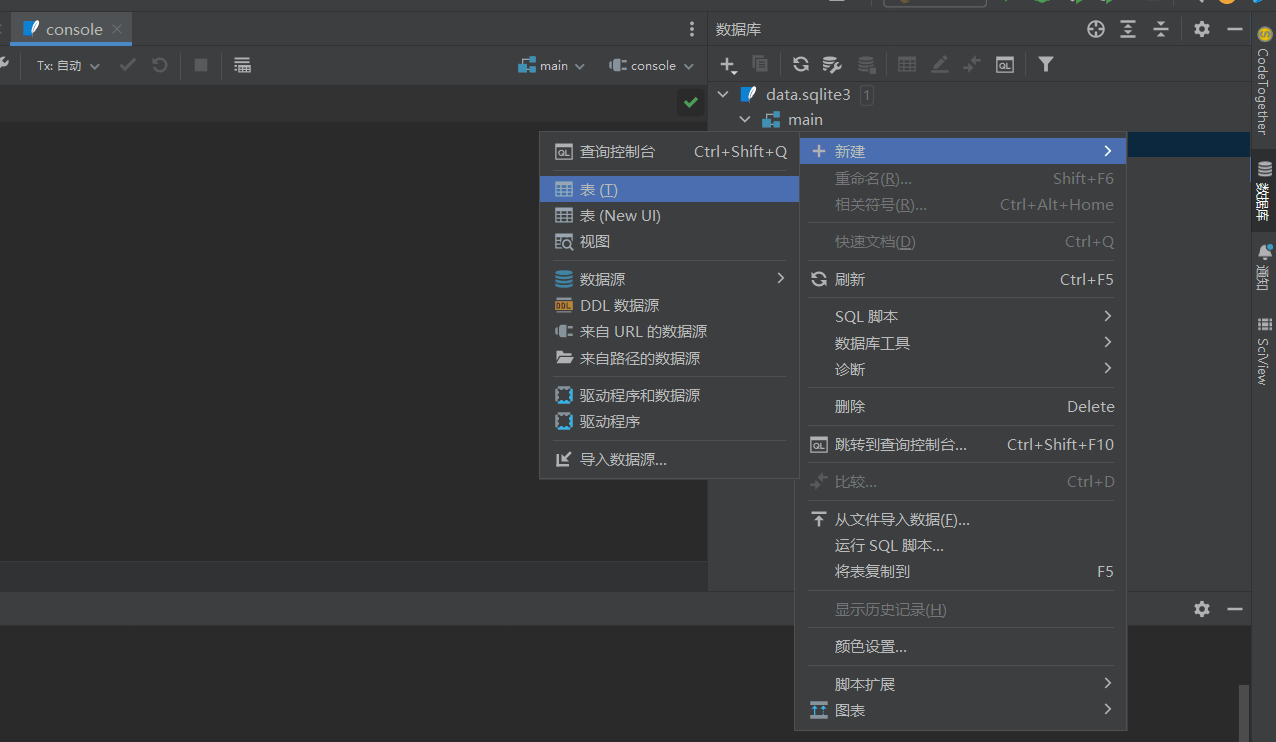 console
数据库
Tx: 自动
main
console
data.sqlite3 1
main
查询控制台 Ctrl+Shift+Q
表 (T)
表 (New UI)
视图
数据源
DDL 数据源
来自 URL 的数据源
来自路径的数据源
驱动程序和数据源
驱动程序
导入数据源...
新建
重命名(R)... Shift+F6
相关符号(R)... Ctrl+Alt+Home
快速文档(D) Ctrl+Q
刷新 Ctrl+F5
SQL 脚本
数据库工具
诊断
删除 Delete
跳转到查询控制台... Ctrl+Shift+F10
比较... Ctrl+D
从文件导入数据(F)...
运行 SQL 脚本...
将表复制到 F5
显示历史记录(H)
颜色设置...
脚本扩展
图表
CodeTogether
数据库
通知
SciView